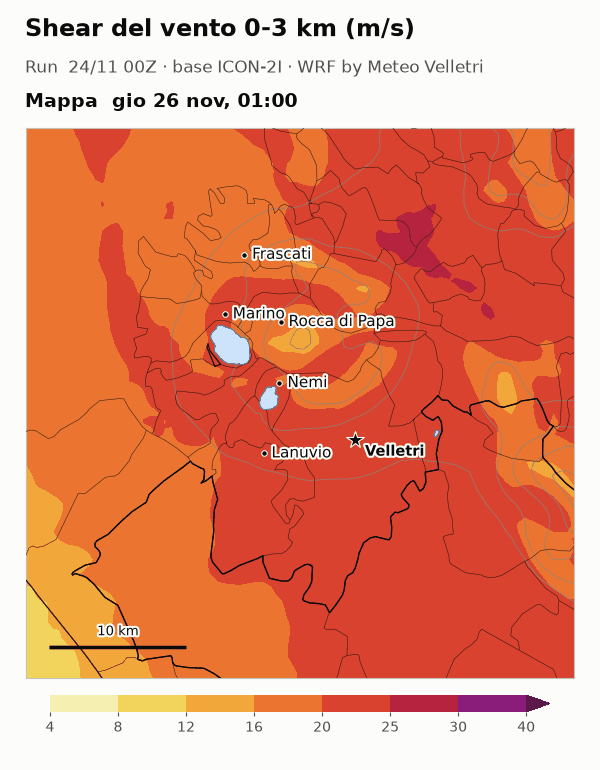 Shear del vento 0-3 km (m/s)
Run  24/11 00Z · base ICON-2I · WRF by Meteo Velletri
Mappa  gio 26 nov, 01:00
Frascati
Marino
Rocca di Papa
Nemi
Velletri
Lanuvio
10 km
4 8 12 16 20 25 30 40